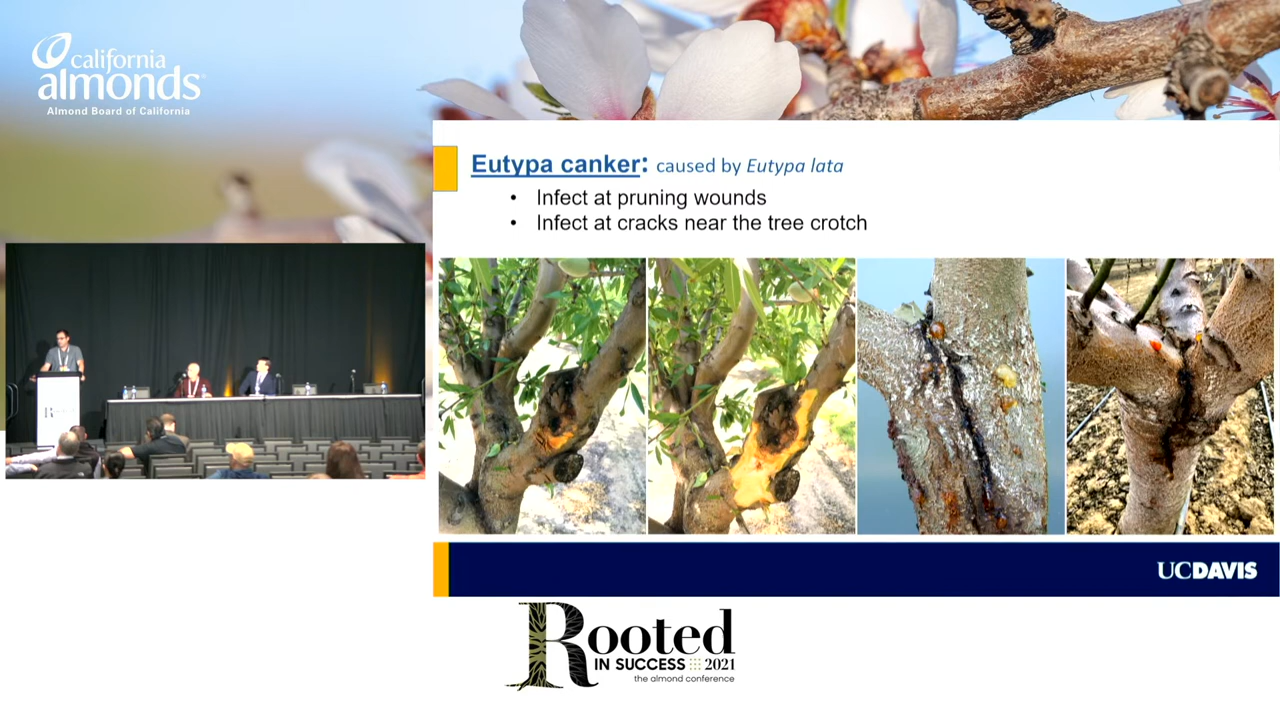 california
almonds
Almond Board of California
Eutypa canker: caused by Eutypa lata
• Infect at pruning wounds
• Infect at cracks near the tree crotch
UCDAVIS
Rooted
IN SUCCESS 2021
the almond conference